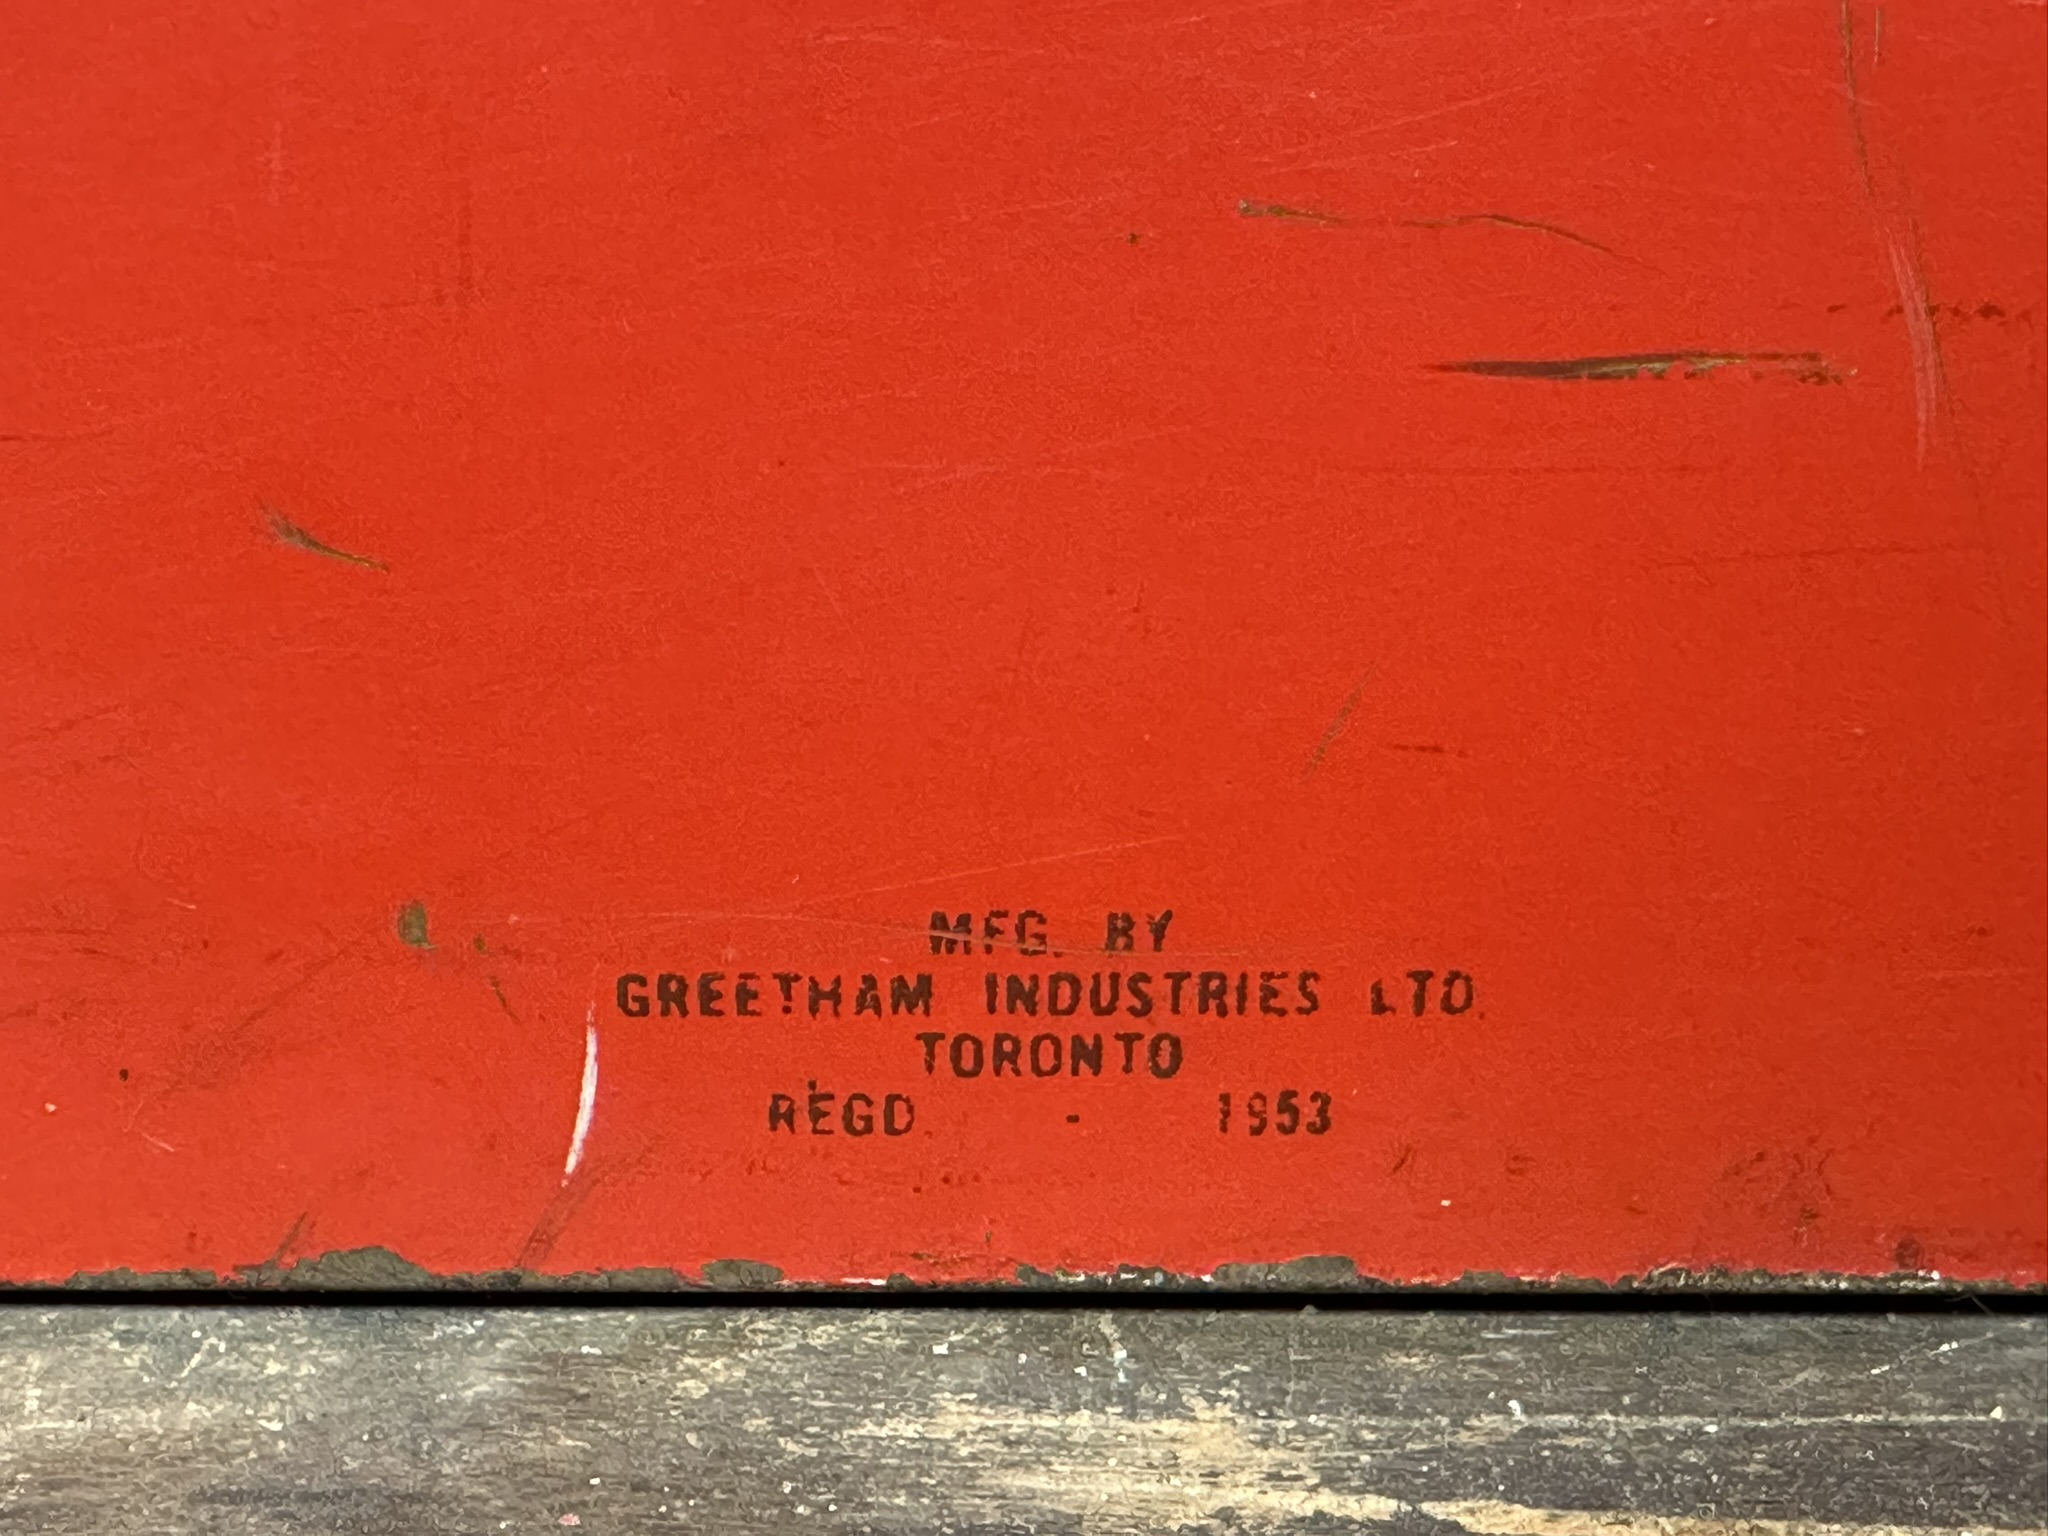 MFG. BY
GREETHAM INDUSTRIES LTD.
TORONTO
REGD. - 1953